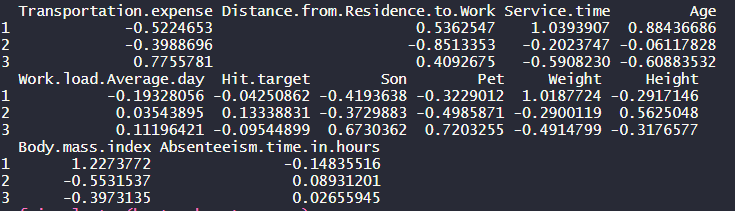 Transportation.expense Distance.from.Residence.to.Work Service.time Age
1 -0.5224653 0.5362547 1.0393907 0.88436686
2 -0.3988696 -0.8513353 -0.2023747 -0.06117828
3 0.7755781 0.4092675 -0.5908230 -0.60883532
Work.load.Average.day Hit.target Son Pet Weight Height
1 -0.19328056 -0.04250862 -0.4193638 -0.3229012 1.0187724 -0.2917146
2 0.03543895 0.13338831 -0.3729883 -0.4985871 -0.2900119 0.5625048
3 0.11196421 -0.09544899 0.6730362 0.7203255 -0.4914799 -0.3176577
Body.mass.index Absenteeism.time.in.hours
1 1.2273772 -0.14835516
2 -0.5531537 0.08931201
3 -0.3973135 0.02655945